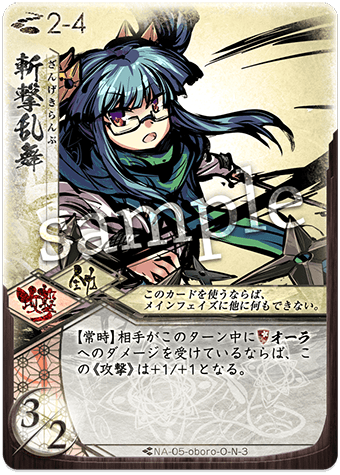 2-4
斬撃乱舞
ざんげきらんぶ
sample
攻撃
全力
このカードを使うならば、
メインフェイズに他に何もできない。
【常時】相手がこのターン中にオーラ
へのダメージを受けているならば、こ
の《攻撃》は+1/+1となる。
3/2
NA-05-oboro-O-N-3